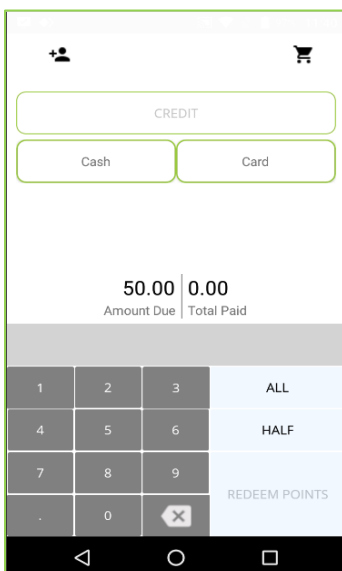 CREDIT
Cash Card
50.00 0.00
Amount Due Total Paid
1 2 3 ALL
4 5 6 HALF
7 8 9
REDEEM POINTS
. 0